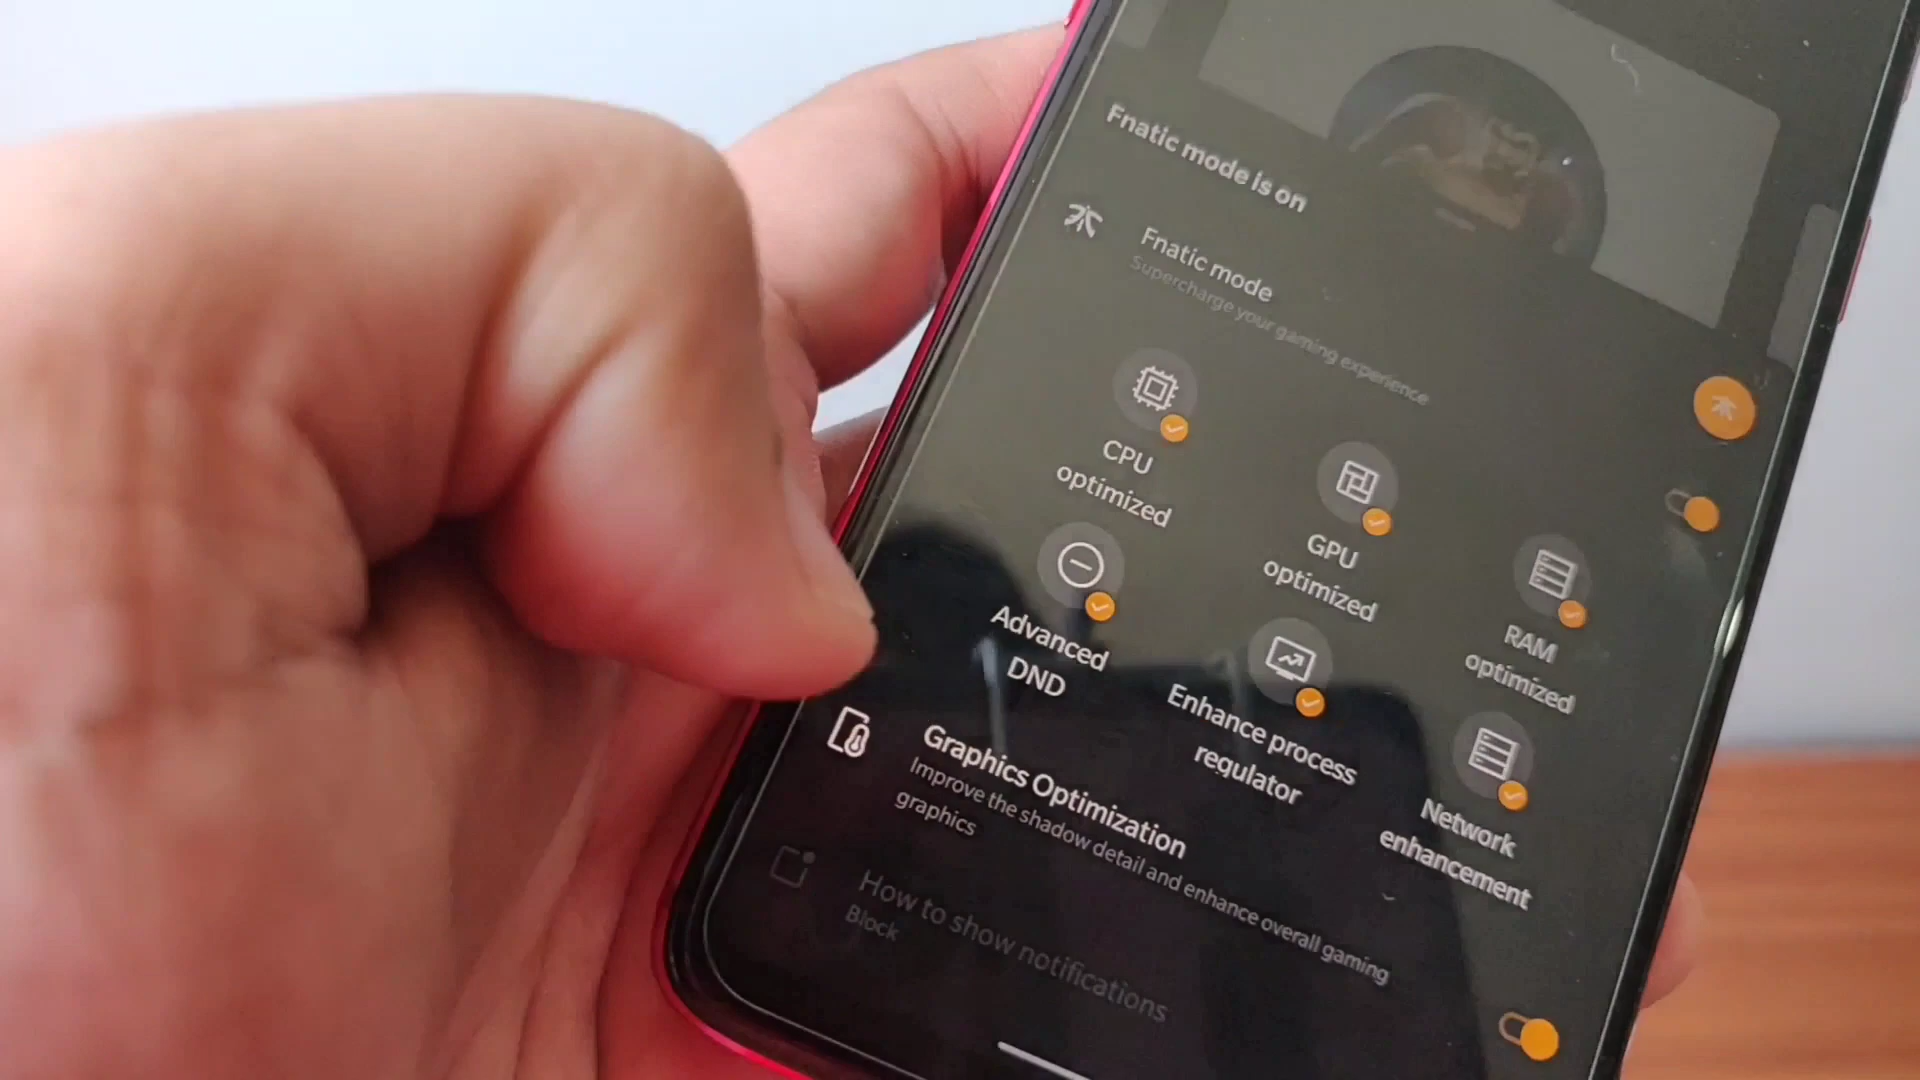 Fnatic mode is on
Fnatic mode
Supercharge your gaming experience
CPU
optimized
GPU
optimized
RAM
optimized
Advanced
DND
Enhance process
regulator
Network
enhancement
Graphics Optimization
Improve the shadow detail and enhance overall gaming
graphics
How to show notifications
Block